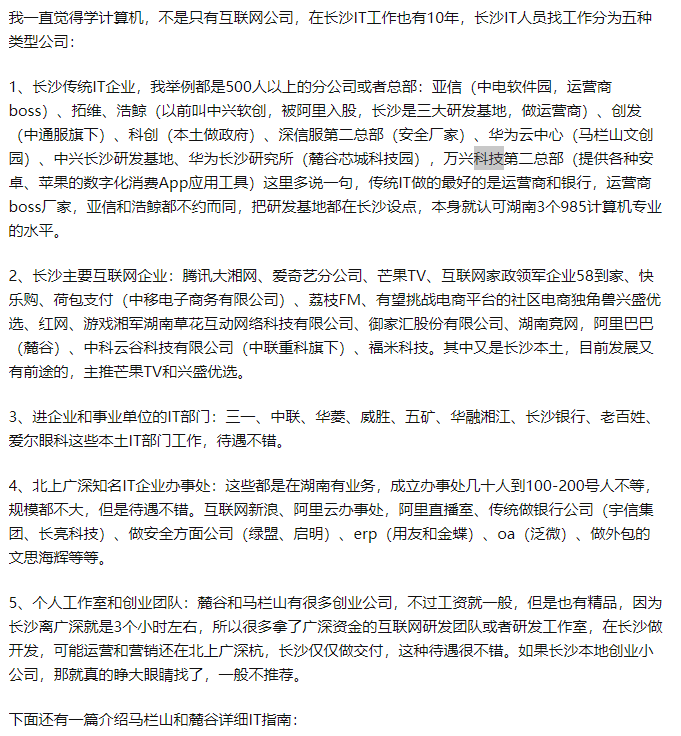 我一直觉得学计算机，不是只有互联网公司，在长沙IT工作也有10年，长沙IT人员找工作分为五种
类型公司：
1、长沙传统IT企业，我举例都是500人以上的分公司或者总部：亚信（中电软件园，运营商
boss）、拓维、浩鲸（以前叫中兴软创，被阿里入股，长沙是三大研发基地，做运营商）、创发
（中通服旗下）、科创（本土做政府）、深信服第二总部（安全厂家）、华为云中心（马栏山文创
园）、中兴长沙研发基地、华为长沙研究所（麓谷芯城科技园），万兴科技第二总部（提供各种安
卓、苹果的数字化消费App应用工具）这里多说一句，传统IT做的最好的是运营商和银行，运营商
boss厂家，亚信和浩鲸都不约而同，把研发基地都在长沙设点，本身就认可湖南3个985计算机专业
的水平。
2、长沙主要互联网企业：腾讯大湘网、爱奇艺分公司、芒果TV、互联网家政领军企业58到家、快
乐购、荷包支付（中移电子商务有限公司）、荔枝FM、有望挑战电商平台的社区电商独角兽兴盛优
选、红网、游戏湘军湖南草花互动网络科技有限公司、御家汇股份有限公司、湖南竞网，阿里巴巴
（麓谷）、中科云谷科技有限公司（中联重科旗下）、福米科技。其中又是长沙本土，目前发展又
有前途的，主推芒果TV和兴盛优选。
3、进企业和事业单位的IT部门：三一、中联、华菱、威胜、五矿、华融湘江、长沙银行、老百姓、
爱尔眼科这些本土IT部门工作，待遇不错。
4、北上广深知名IT企业办事处：这些都是在湖南有业务，成立办事处几十人到100-200号人不等，
规模都不大，但是待遇不错。互联网新浪、阿里云办事处，阿里直播室、传统做银行公司（宇信集
团、长亮科技）、做安全方面公司（绿盟、启明）、erp（用友和金蝶）、oa（泛微）、做外包的
文思海辉等等。
5、个人工作室和创业团队：麓谷和马栏山有很多创业公司，不过工资就一般，但是也有精品，因为
长沙离广深就是3个小时左右，所以很多拿了广深资金的互联网研发团队或者研发工作室，在长沙做
开发，可能运营和营销还在北上广深杭，长沙仅仅做交付，这种待遇很不错。如果长沙本地创业小
公司，那就真的睁大眼睛找了，一般不推荐。
下面还有一篇介绍马栏山和麓谷详细IT指南：